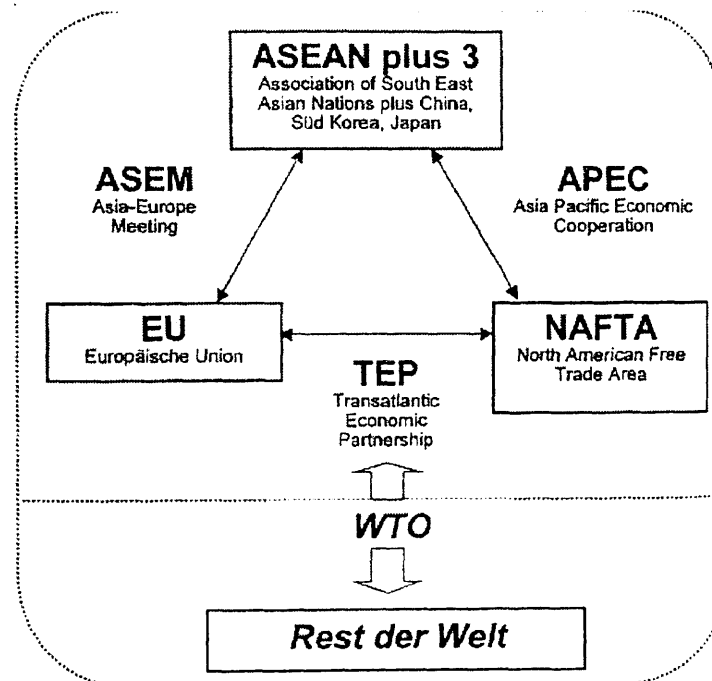 ASEAN plus 3
Association of South East
Asian Nations plus China,
Süd Korea, Japan
ASEM
Asia-Europe
Meeting
APEC
Asia Pacific Economic
Cooperation
EU
Europäische Union
NAFTA
North American Free
Trade Area
TEP
Transatlantic
Economic
Partnership
WTO
Rest der Welt